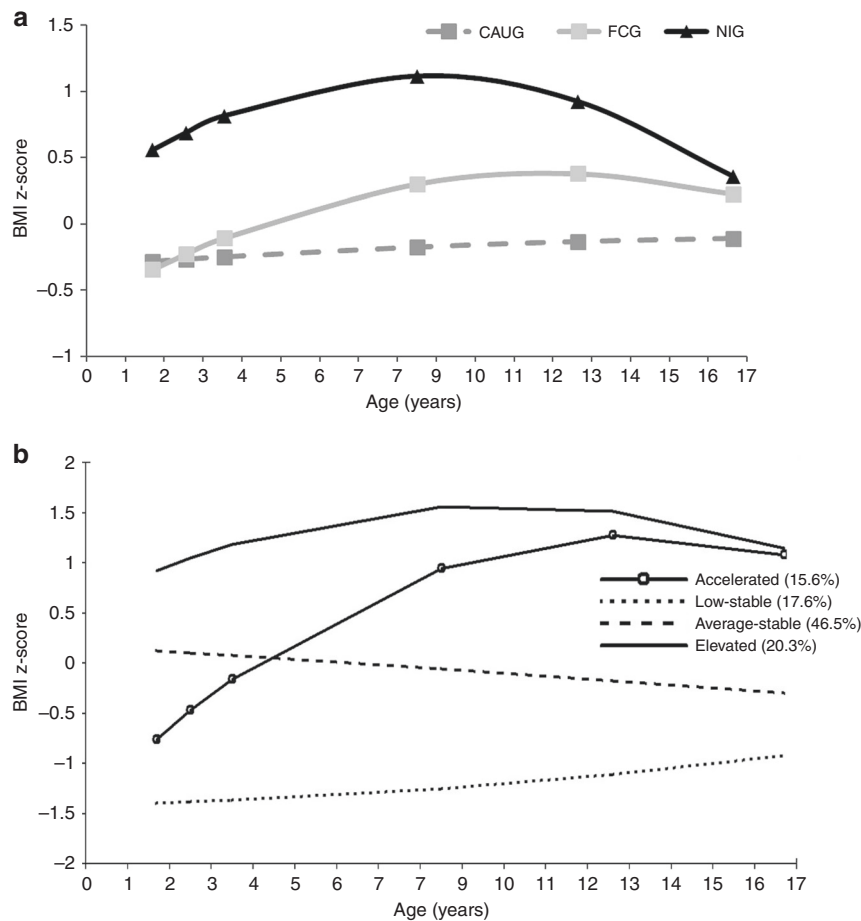 a
CAUG FCG NIG
1.5
1
0.5
0
–0.5
–1
BMI z-score
0 1 2 3 3 4 5 6 7 7 8 9 10 11 12 13 14 15 16 17
Age (years)
b
2
1.5
1
0.5
0
–0.5
–1
–1.5
–2
BMI z-score
Accelerated (15.6%)
Low-stable (17.6%)
Average-stable (46.5%)
Elevated (20.3%)
0 2 3 4 5 7 8 9 10 12 13 14 15 17
Age (years)